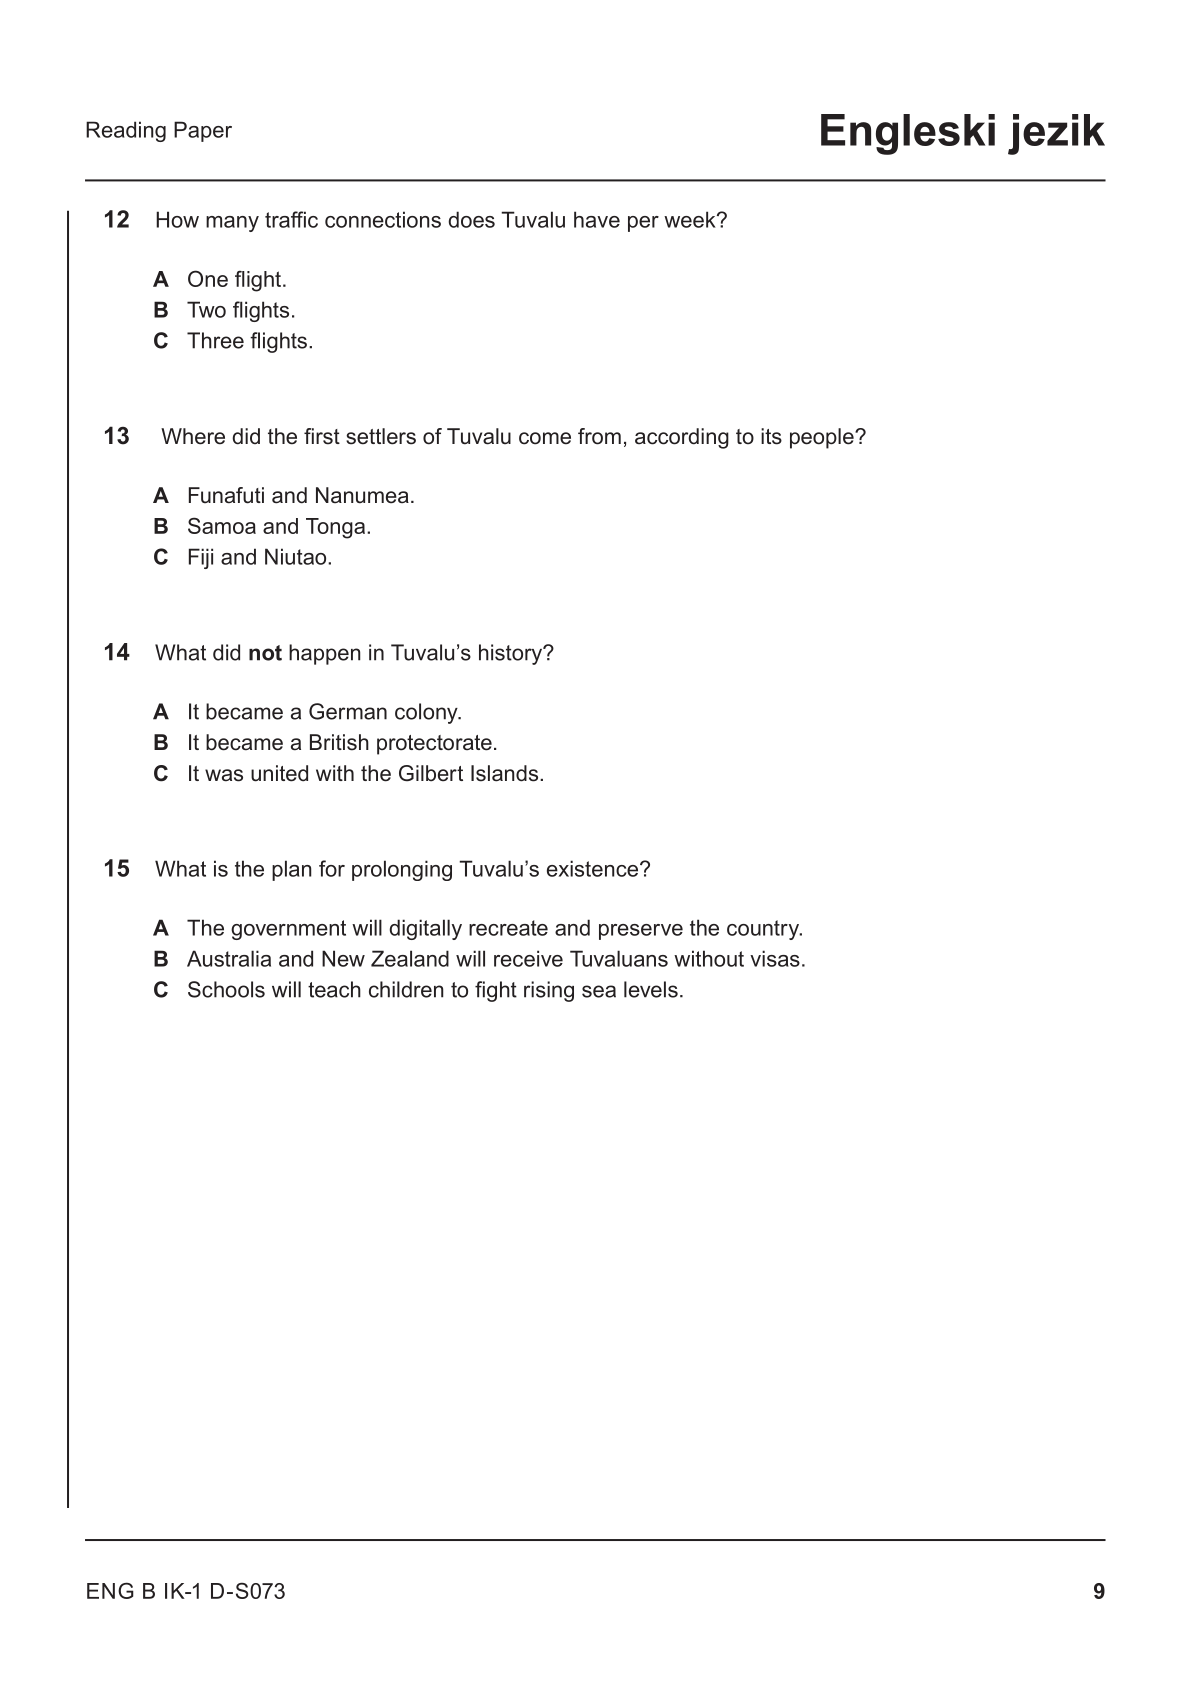 Reading Paper
Engleski jezik
12 How many traffic connections does Tuvalu have per week?
A One flight.
B Two flights.
C Three flights.
13 Where did the first settlers of Tuvalu come from, according to its people?
A Funafuti and Nanumea.
B Samoa and Tonga.
C Fiji and Niutao.
14 What did not happen in Tuvalu’s history?
A It became a German colony.
B It became a British protectorate.
C It was united with the Gilbert Islands.
15 What is the plan for prolonging Tuvalu’s existence?
A The government will digitally recreate and preserve the country.
B Australia and New Zealand will receive Tuvaluans without visas.
C Schools will teach children to fight rising sea levels.
ENG B IK-1 D-S073
9